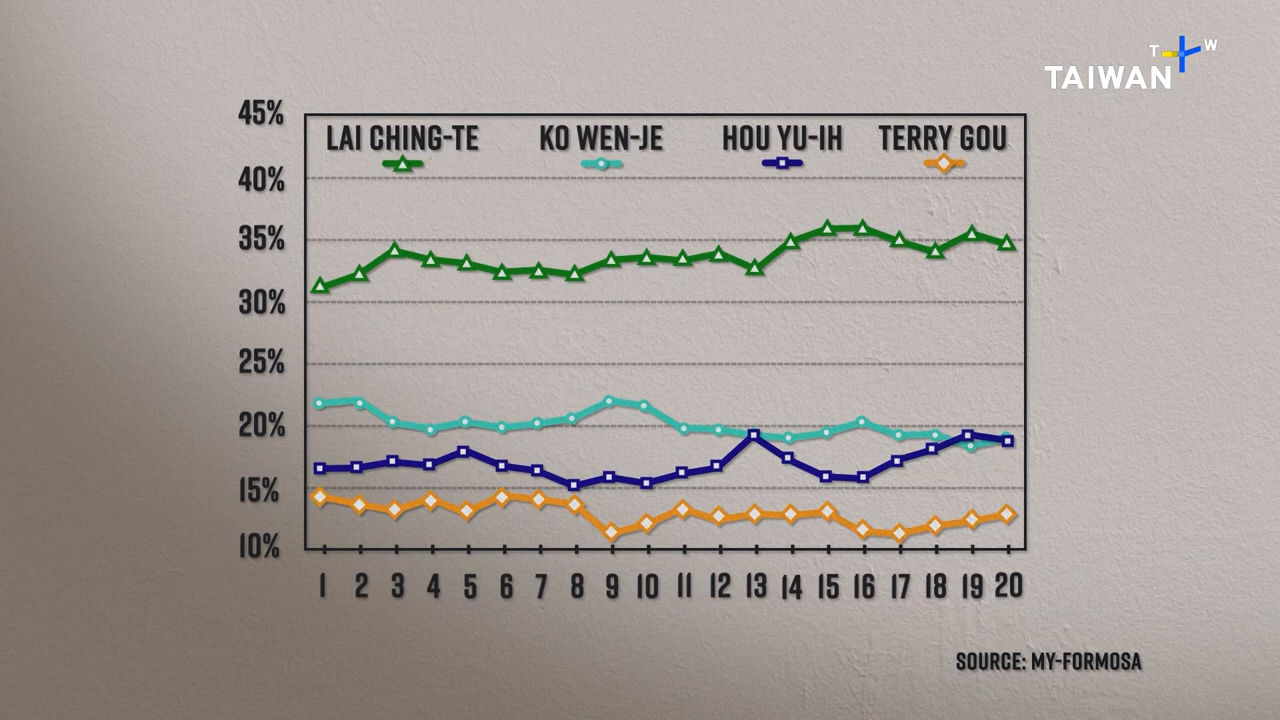 T W
TAIWAN
45%
LAI CHING-TE KO WEN-JE HOU YU-IH TERRY GOU
40%
35%
30%
25%
20%
15%
10%
1 2 3 4 5 6 7 8 9 10 11 12 13 14 15 16 17 18 19 20
SOURCE: MY-FORMOSA